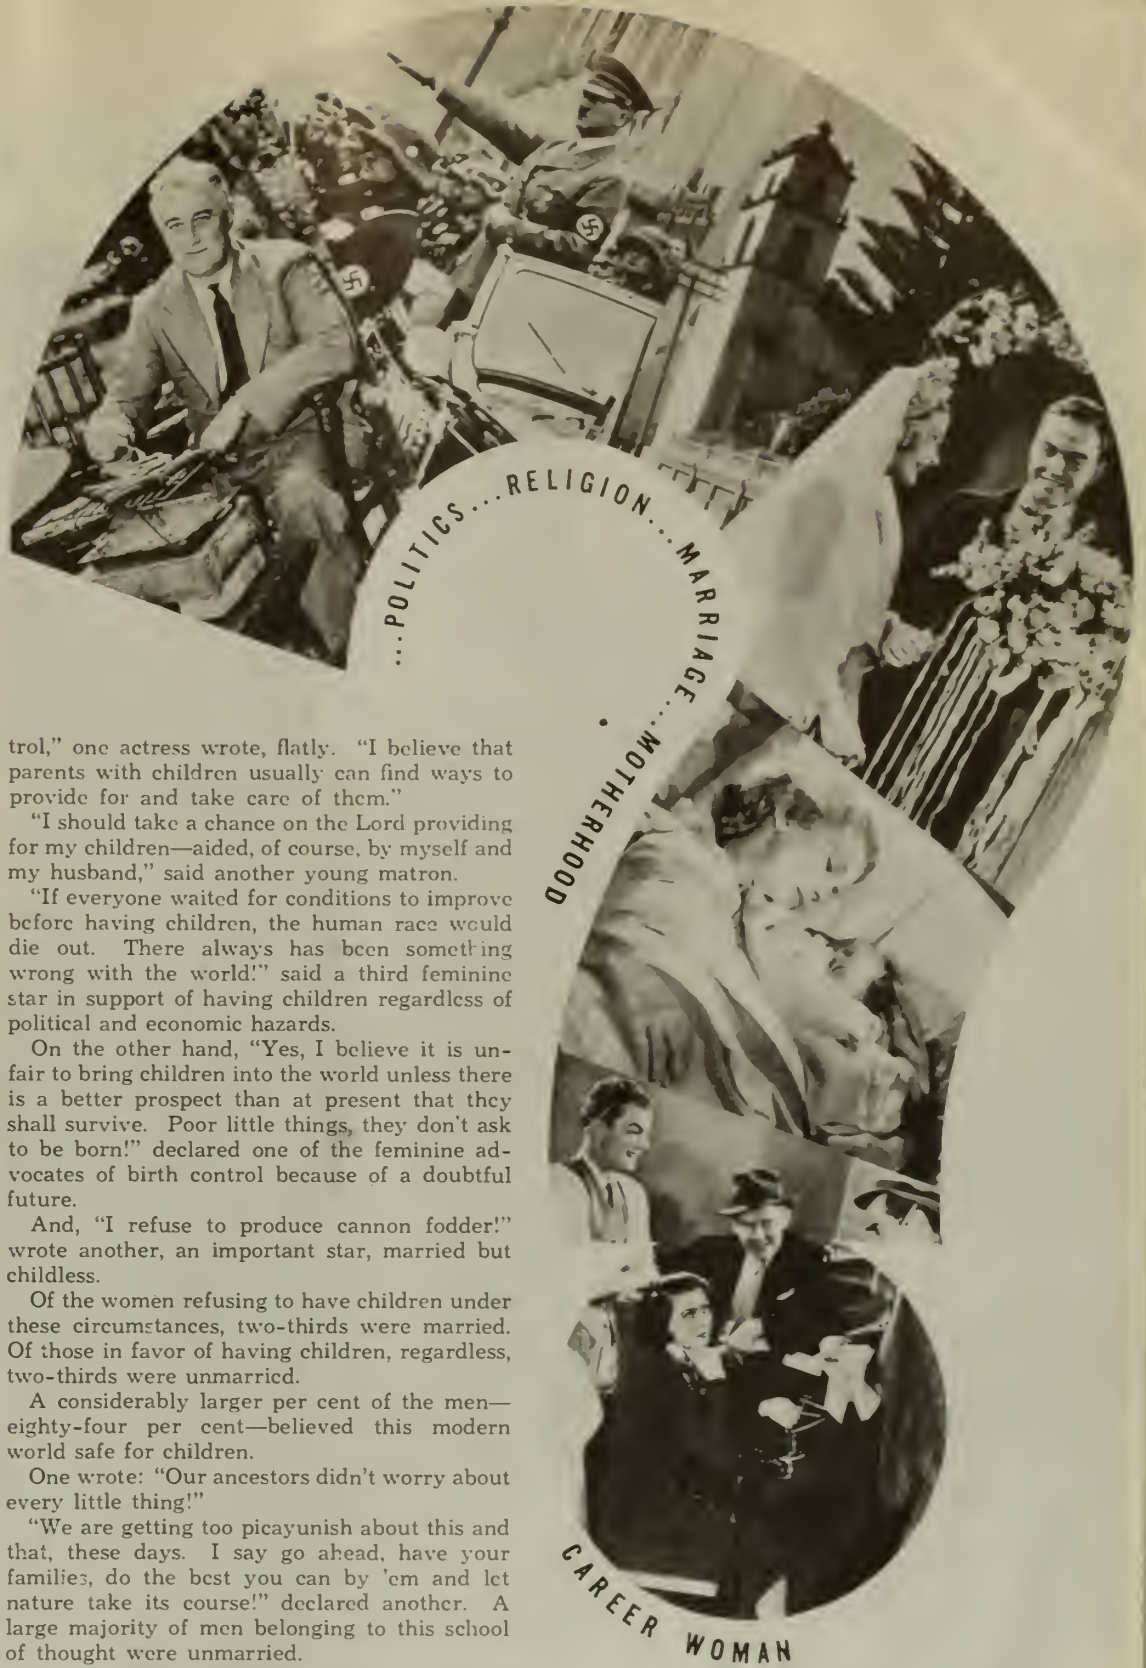 ...POLITICS...RELIGION...MARRIAGE...MOTHERHOOD
trol,” one actress wrote, flatly. “I believe that
parents with children usually can find ways to
provide for and take care of them.”
“I should take a chance on the Lord providing
for my children—aided, of course, by myself and
my husband,” said another young matron.
“If everyone waited for conditions to improve
before having children, the human race would
die out. There always has been something
wrong with the world!” said a third feminine
star in support of having children regardless of
political and economic hazards.
On the other hand, “Yes, I believe it is un-
fair to bring children into the world unless there
is a better prospect than at present that they
shall survive. Poor little things, they don't ask
to be born!” declared one of the feminine ad-
vocates of birth control because of a doubtful
future.
And, “I refuse to produce cannon fodder!”
wrote another, an important star, married but
childless.
Of the women refusing to have children under
these circumstances, two-thirds were married.
Of those in favor of having children, regardless,
two-thirds were unmarried.
A considerably larger per cent of the men—
eighty-four per cent—believed this modern
world safe for children.
One wrote: “Our ancestors didn't worry about
every little thing!”
“We are getting too picayunish about this and
that, these days. I say go ahead, have your
families, do the best you can by 'em and let
nature take its course!” declared another. A
large majority of men belonging to this school
of thought were unmarried.
CAREER WOMAN